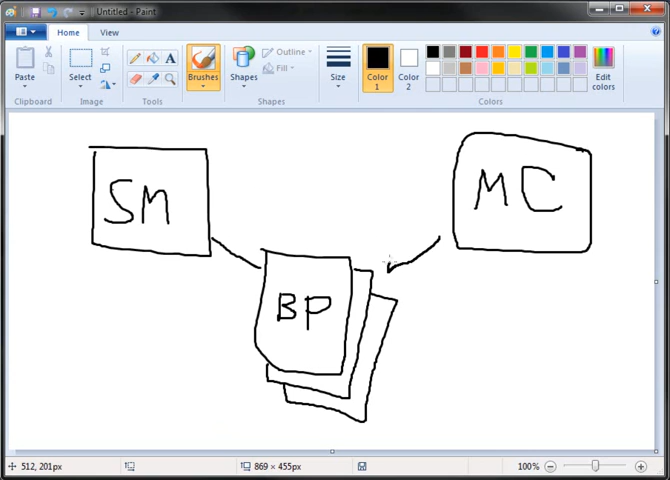 Untitled - Paint
Home
View
Paste
Clipboard
Select
Image
A
Tools
Brushes
Shapes
Outline
Fill
Shapes
Size
Color
1
Color
2
Edit
colors
Colors
SM
MC
BP
512, 201px
869 × 455px
100%